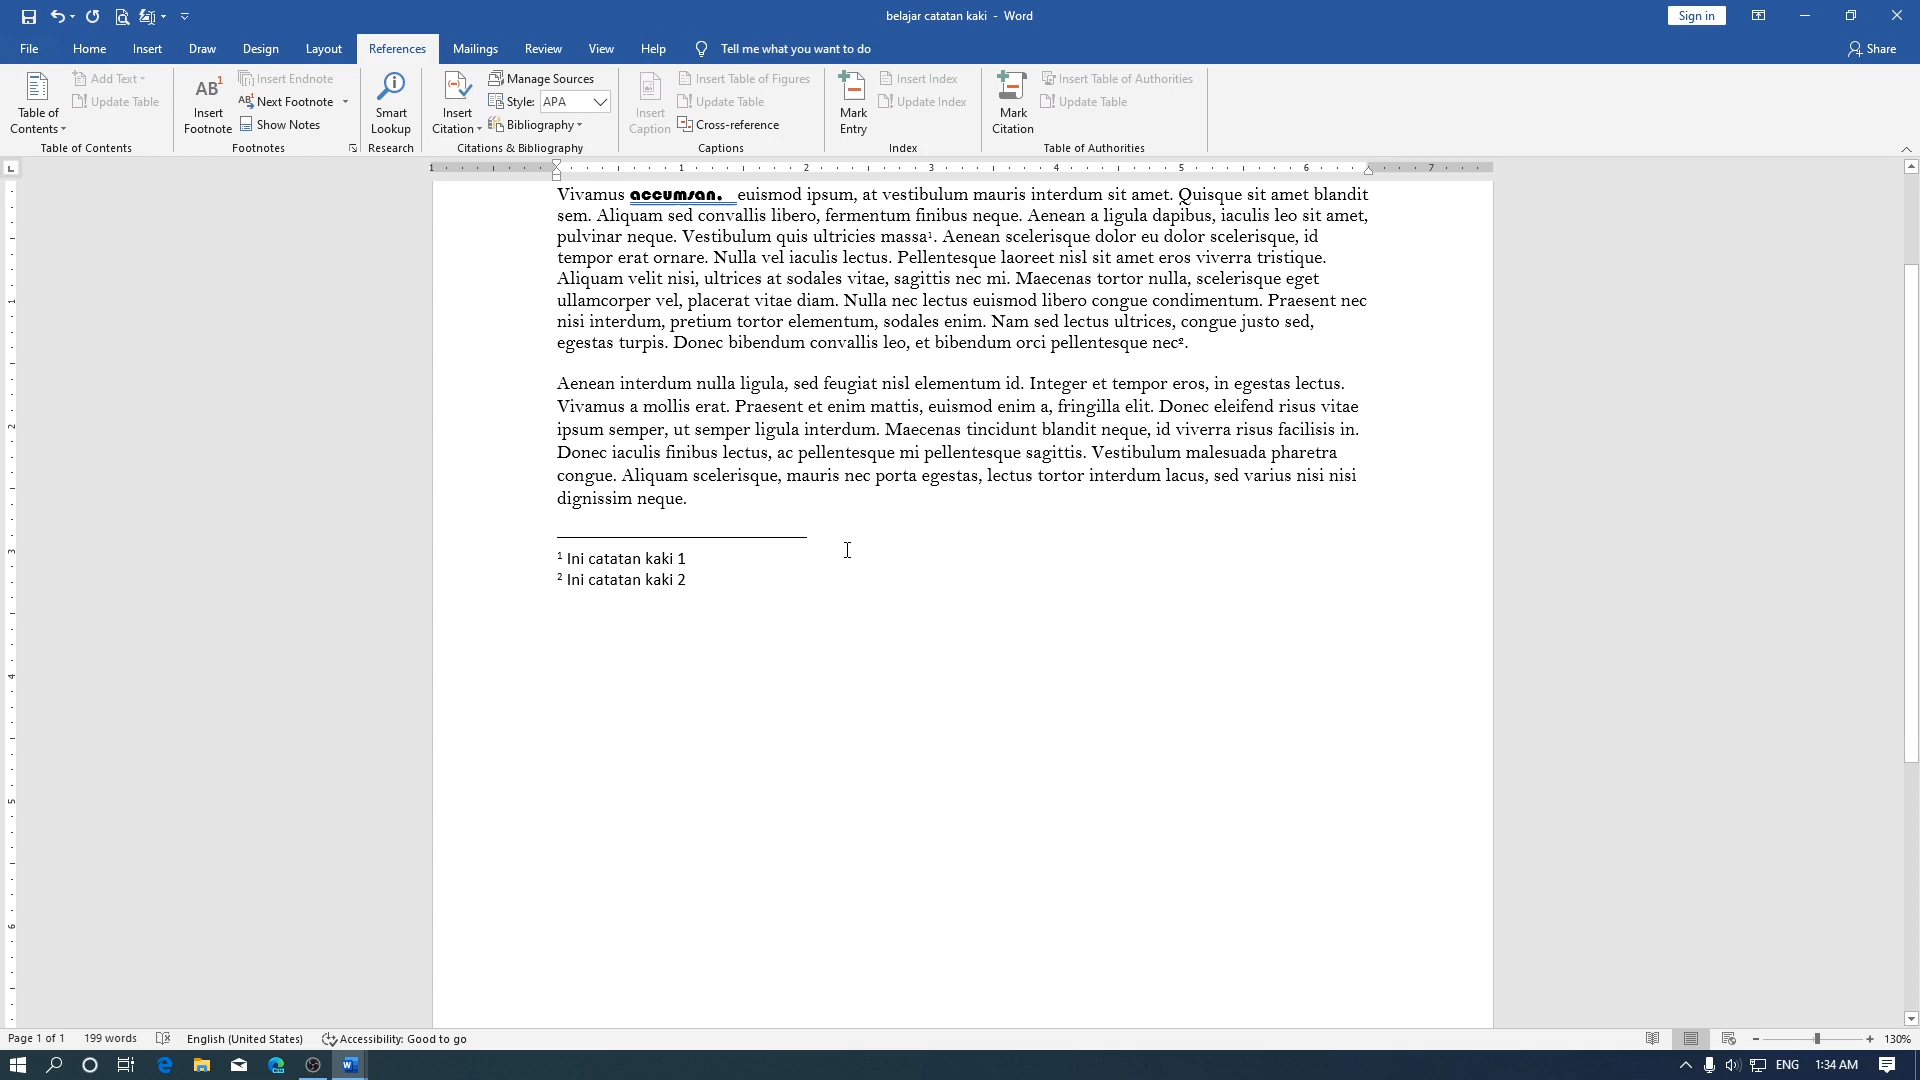 belajar catatan kaki - Word
Sign in
File Home Insert Draw Design Layout References Mailings Review View Help Tell me what you want to do Share
Table of Contents
Add Text
Update Table
Table of Contents
AB1
Insert Footnote
Insert Endnote
Next Footnote
Show Notes
Footnotes
Smart Lookup
Research
Insert Citation
Manage Sources
Style: APA
Bibliography
Citations & Bibliography
Insert Caption
Insert Table of Figures
Update Table
Cross-reference
Captions
Mark Entry
Insert Index
Update Index
Index
Mark Citation
Insert Table of Authorities
Update Table
Table of Authorities
1 1 2 3 4 5 6 7
Vivamus accumsan. euismod ipsum, at vestibulum mauris interdum sit amet. Quisque sit amet blandit
sem. Aliquam sed convallis libero, fermentum finibus neque. Aenean a ligula dapibus, iaculis leo sit amet,
pulvinar neque. Vestibulum quis ultricies massa¹. Aenean scelerisque dolor eu dolor scelerisque, id
tempor erat ornare. Nulla vel iaculis lectus. Pellentesque laoreet nisl sit amet eros viverra tristique.
Aliquam velit nisi, ultrices at sodales vitae, sagittis nec mi. Maecenas tortor nulla, scelerisque eget
ullamcorper vel, placerat vitae diam. Nulla nec lectus euismod libero congue condimentum. Praesent nec
nisi interdum, pretium tortor elementum, sodales enim. Nam sed lectus ultrices, congue justo sed,
egestas turpis. Donec bibendum convallis leo, et bibendum orci pellentesque nec².
Aenean interdum nulla ligula, sed feugiat nisl elementum id. Integer et tempor eros, in egestas lectus.
Vivamus a mollis erat. Praesent et enim mattis, euismod enim a, fringilla elit. Donec eleifend risus vitae
ipsum semper, ut semper ligula interdum. Maecenas tincidunt blandit neque, id viverra risus facilisis in.
Donec iaculis finibus lectus, ac pellentesque mi pellentesque sagittis. Vestibulum malesuada pharetra
congue. Aliquam scelerisque, mauris nec porta egestas, lectus tortor interdum lacus, sed varius nisi nisi
dignissim neque.
¹ Ini catatan kaki 1
² Ini catatan kaki 2
1
2
3
4
5
6
Page 1 of 1 199 words English (United States) Accessibility: Good to go 130%
ENG 1:34 AM